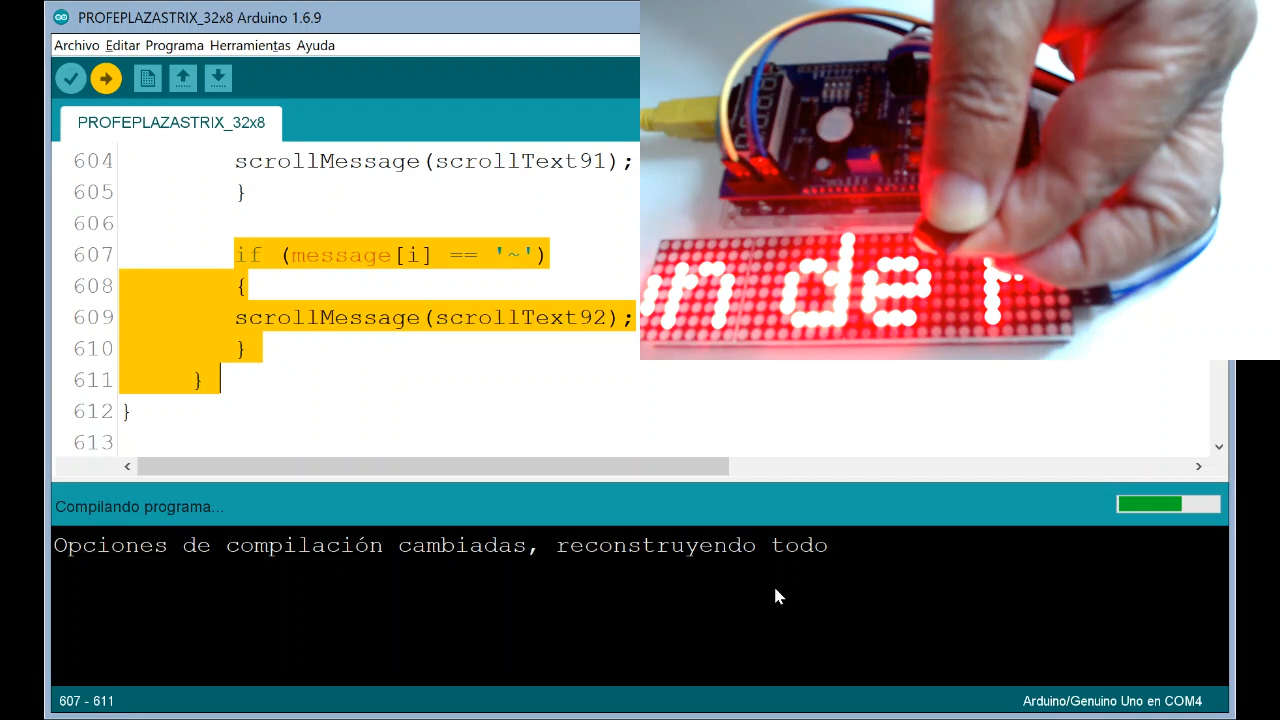 PROFEPLAZASTRIX_32x8 Arduino 1.6.9
Archivo Editar Programa Herramientas Ayuda
PROFEPLAZASTRIX_32x8
604 scrollMessage(scrollText91);
605 }
606
607 if (message[i] == '~')
608 {
609 scrollMessage(scrollText92);
610 }
611 }
612 }
613
un de r
Compilando programa...
Opciones de compilación cambiadas, reconstruyendo todo
607 - 611
Arduino/Genuino Uno en COM4